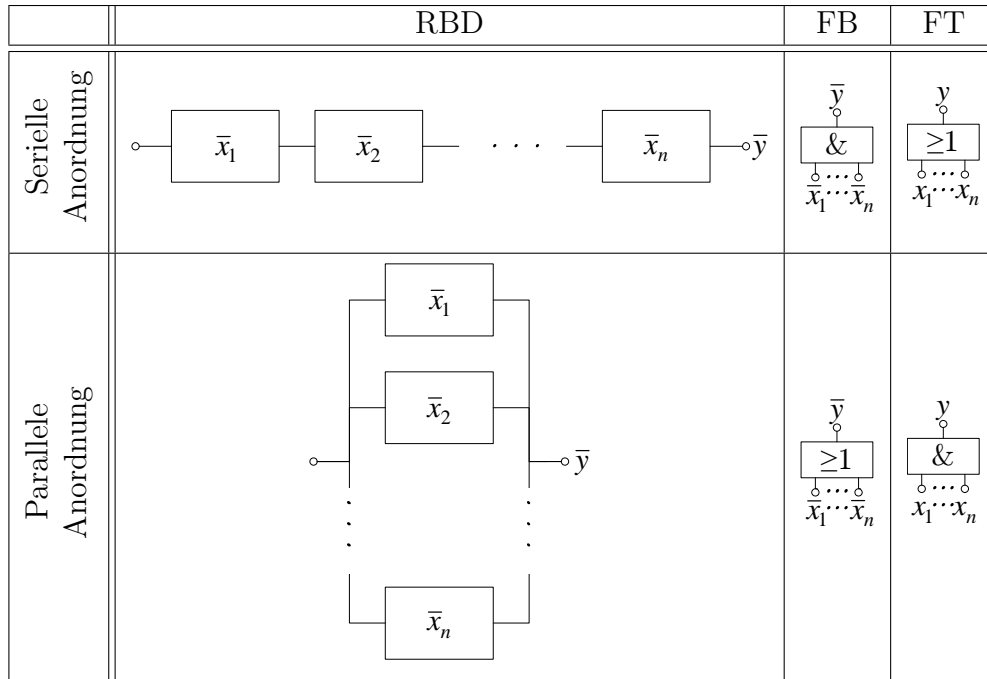 RBD FB FT
Serielle
Anordnung
x̅₁ x̅₂ · · · x̅ₙ y̅
y̅
&
x̅₁···x̅ₙ
y
≥1
x₁···xₙ
Parallele
Anordnung
x̅₁
x̅₂
y̅
x̅ₙ
y̅
≥1
x̅₁···x̅ₙ
y
&
x₁···xₙ